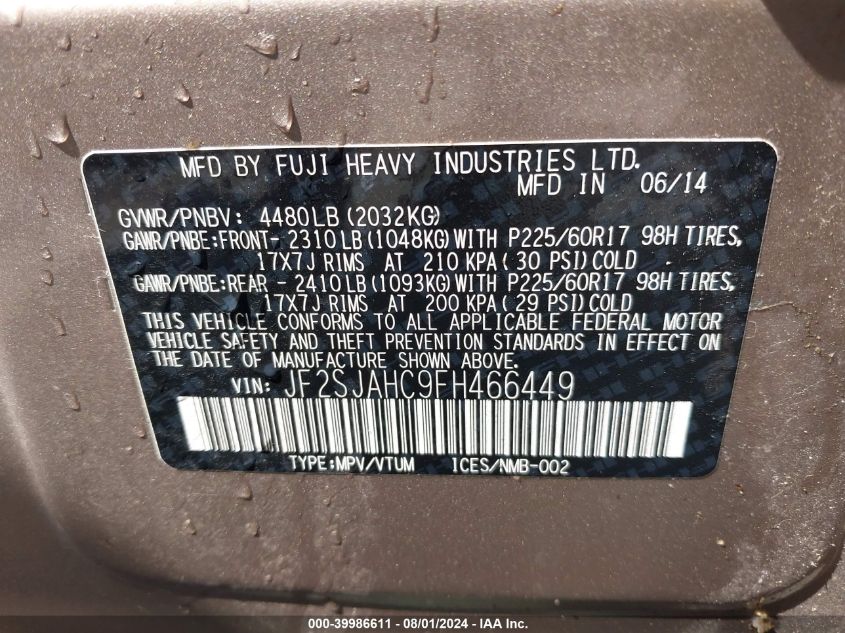 MFD BY FUJI HEAVY INDUSTRIES LTD.
MFD IN 06/14
GVWR/PNBV: 4480LB (2032KG)
GAWR/PNBE:FRONT- 2310LB (1048KG) WITH P225/60R17 98H TIRES,
17X7J RIMS AT 210 KPA ( 30 PSI) COLD
GAWR/PNBE:REAR - 2410LB (1093KG) WITH P225/60R17 98H TIRES,
17X7J RIMS AT 200 KPA ( 29 PSI) COLD
THIS VEHICLE CONFORMS TO ALL APPLICABLE FEDERAL MOTOR
VEHICLE SAFETY AND THEFT PREVENTION STANDARDS IN EFFECT ON
THE DATE OF MANUFACTURE SHOWN ABOVE.
VIN: JF2SJAHC9FH466449
TYPE:MPV/VTUM ICES/NMB-002
000-39986611 - 08/01/2024 - IAA Inc.